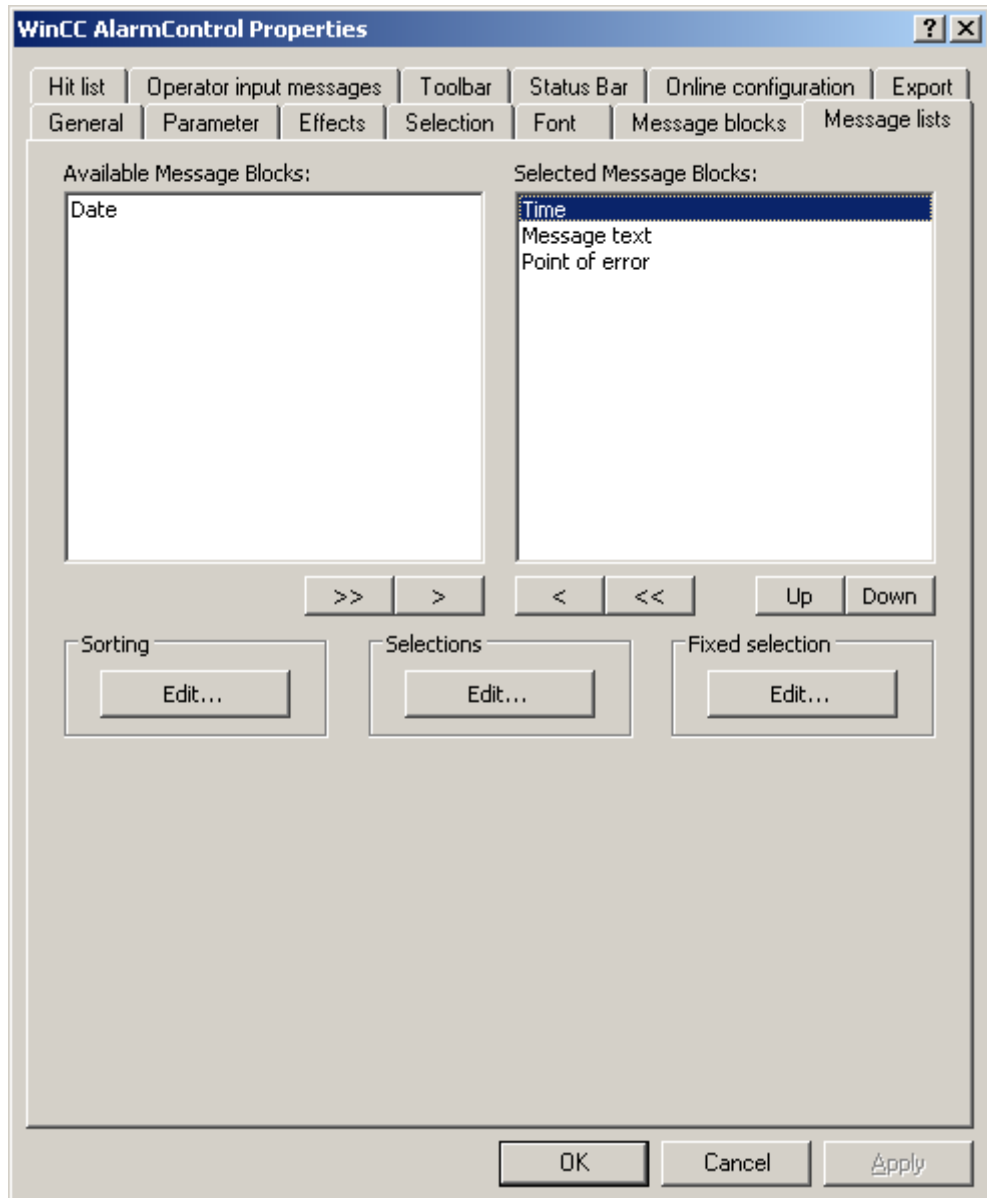 WinCC AlarmControl Properties
Hit list Operator input messages Toolbar Status Bar Online configuration Export
General Parameter Effects Selection Font Message blocks Message lists
Available Message Blocks: Selected Message Blocks:
Date Time
Message text
Point of error
>> > < << Up Down
Sorting Selections Fixed selection
Edit... Edit... Edit...
OK Cancel Apply